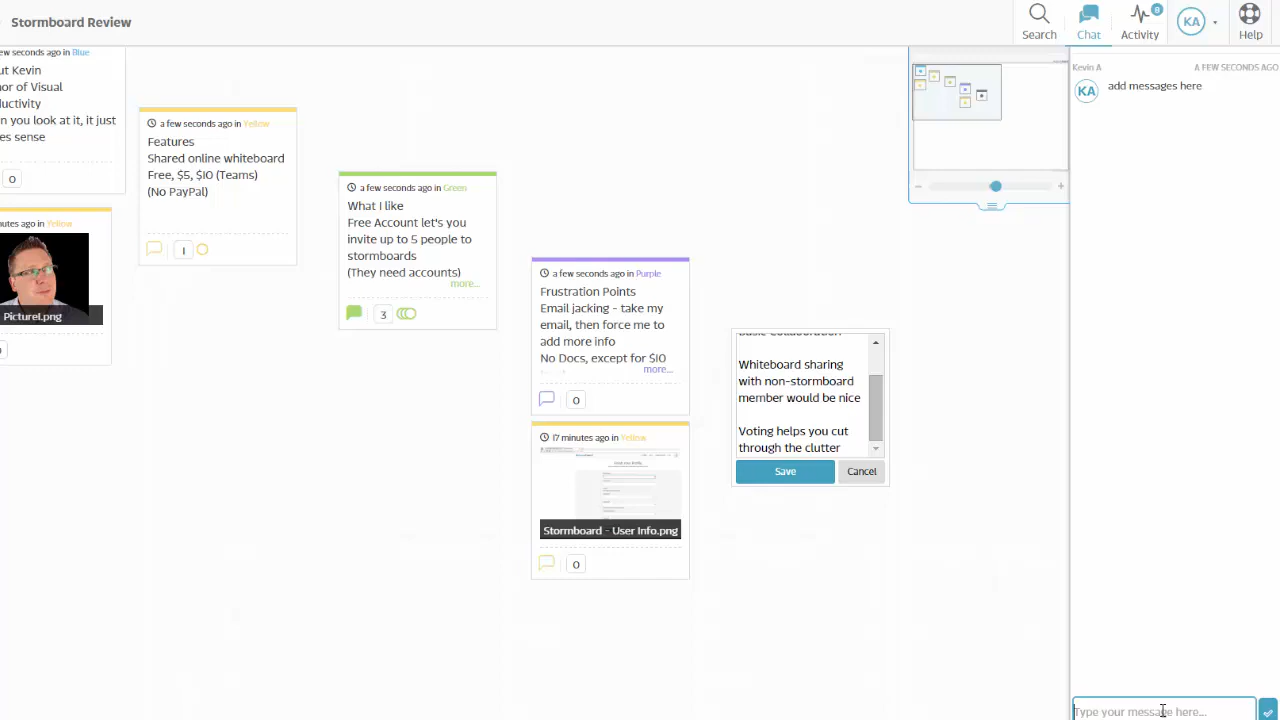 Stormboard Review
Search
Chat
8
Activity
KA
Help
few seconds ago in Blue
ut Kevin
or of Visual
ductivity
n you look at it, it just
es sense
0
nutes ago in Yellow
Picture1.png
a few seconds ago in Yellow
Features
Shared online whiteboard
Free, $5, $10 (Teams)
(No PayPal)
1
a few seconds ago in Green
What I like
Free Account let's you
invite up to 5 people to
stormboards
(They need accounts)
more...
3
a few seconds ago in Purple
Frustration Points
Email jacking - take my
email, then force me to
add more info
No Docs, except for $10
more...
0
17 minutes ago in Yellow
Stormboard - User Info.png
0
Basic Collaboration
Whiteboard sharing
with non-stormboard
member would be nice
Voting helps you cut
through the clutter
Save
Cancel
Kevin A
A FEW SECONDS AGO
KA
add messages here
Type your message here...